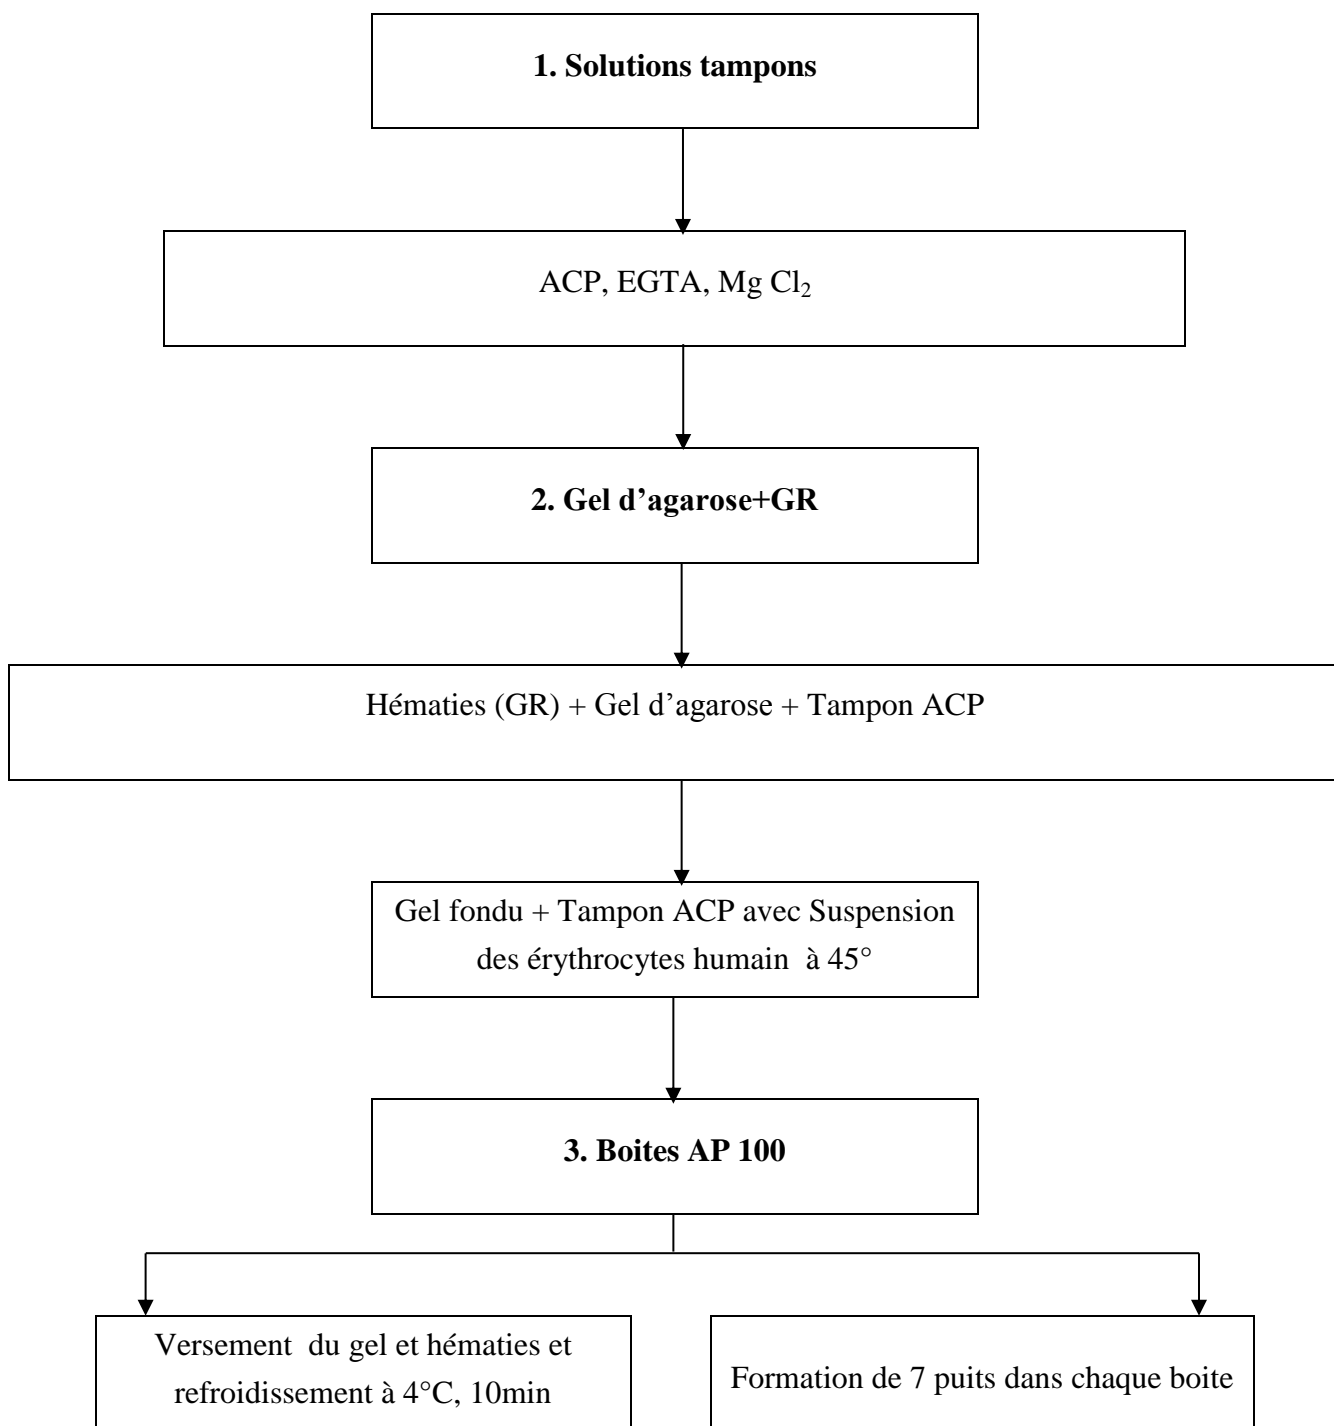 1. Solutions tampons
ACP, EGTA, Mg Cl₂
2. Gel d’agarose+GR
Hématies (GR) + Gel d’agarose + Tampon ACP
Gel fondu + Tampon ACP avec Suspension
des érythrocytes humain à 45°
3. Boites AP 100
Versement du gel et hématies et
refroidissement à 4°C, 10min
Formation de 7 puits dans chaque boite